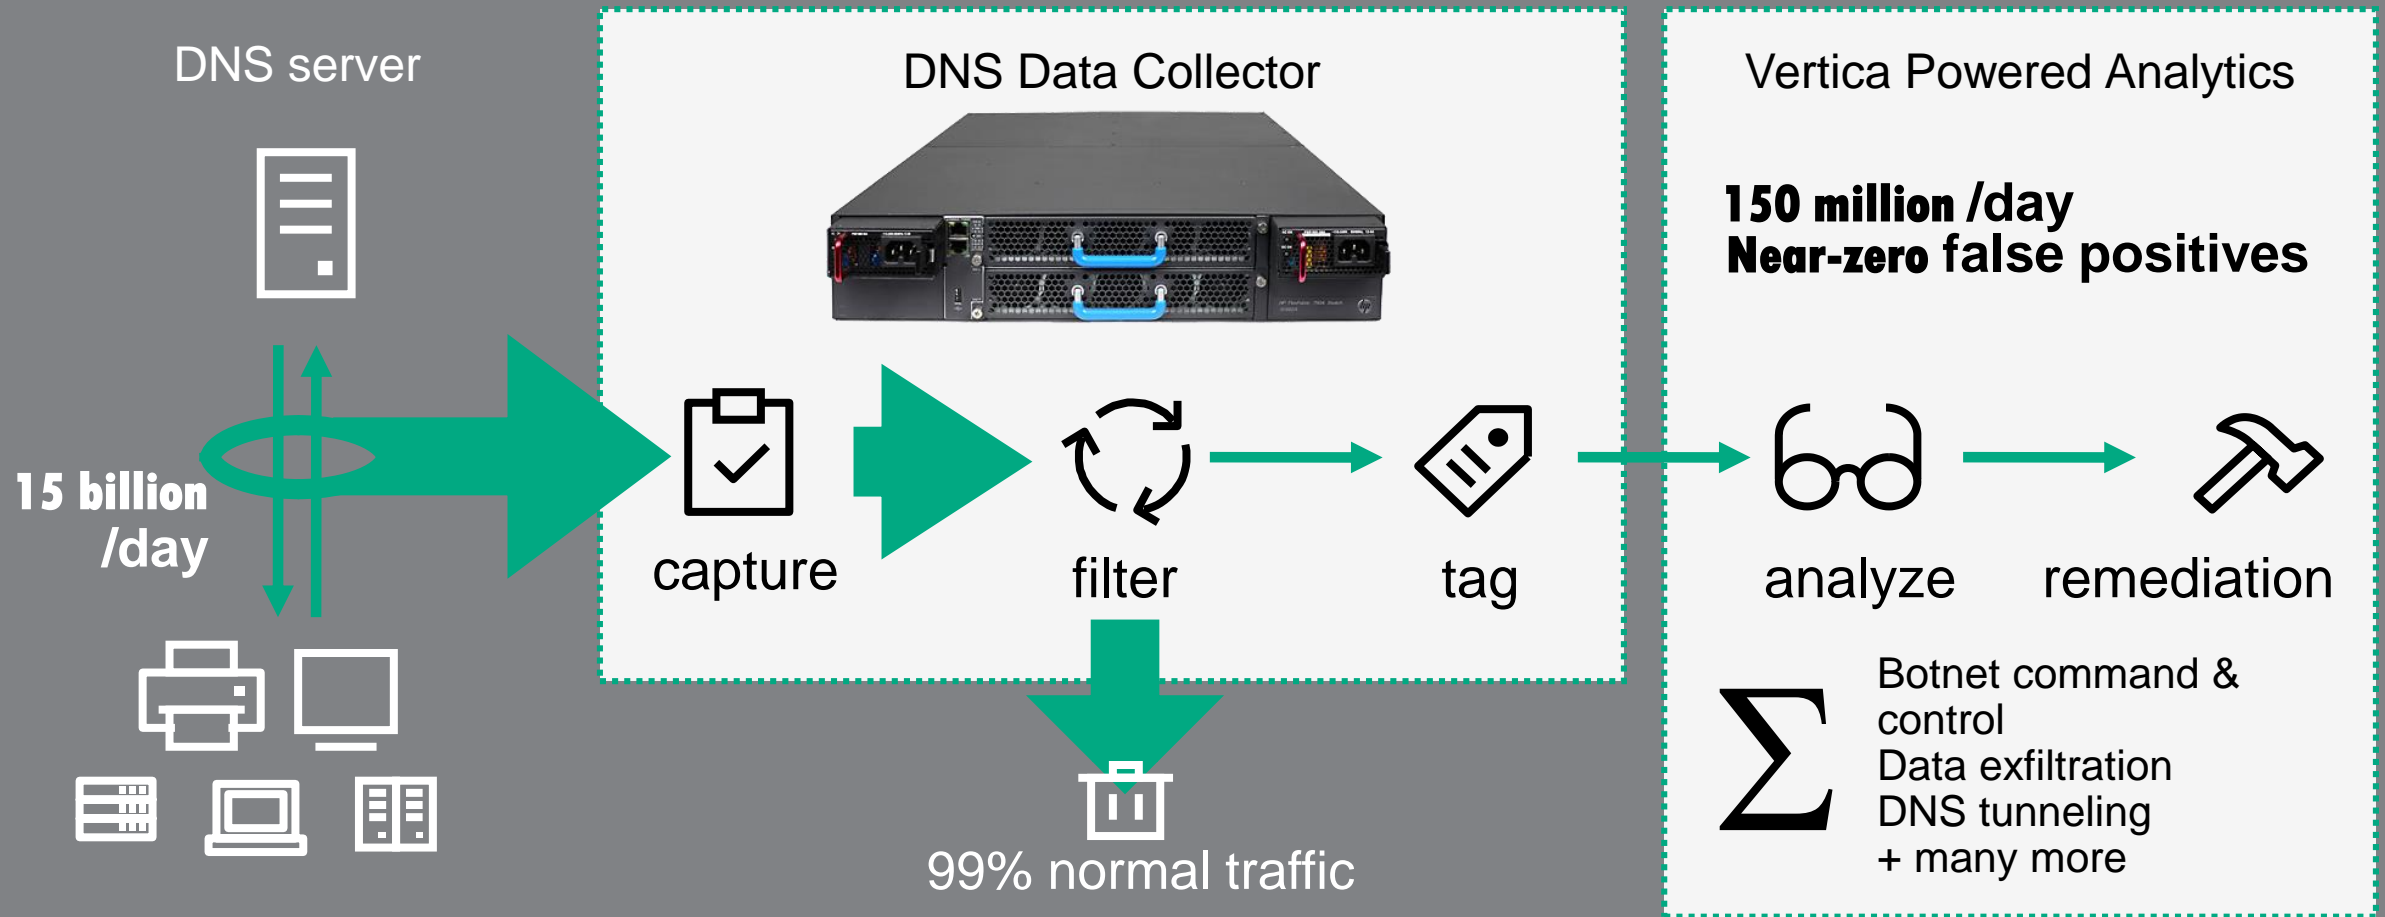 DNS server
15 billion
/day
DNS Data Collector
capture
filter
tag
99% normal traffic
Vertica Powered Analytics
150 million /day
Near-zero false positives
analyze
remediation
Σ
Botnet command &
control
Data exfiltration
DNS tunneling
+ many more